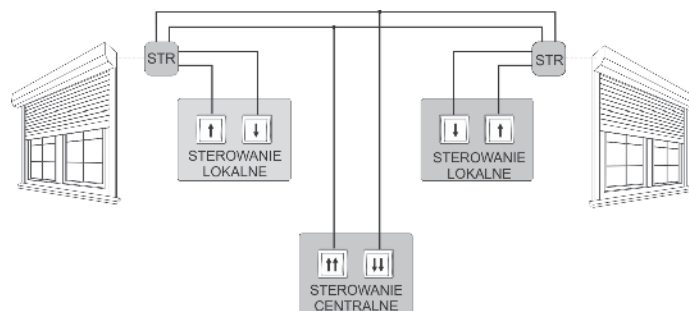 STR
STR
STEROWANIE
LOKALNE
STEROWANIE
LOKALNE
STEROWANIE
CENTRALNE